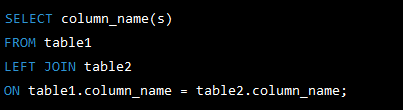 SELECT column_name(s)
FROM table1
LEFT JOIN table2
ON table1.column_name = table2.column_name;